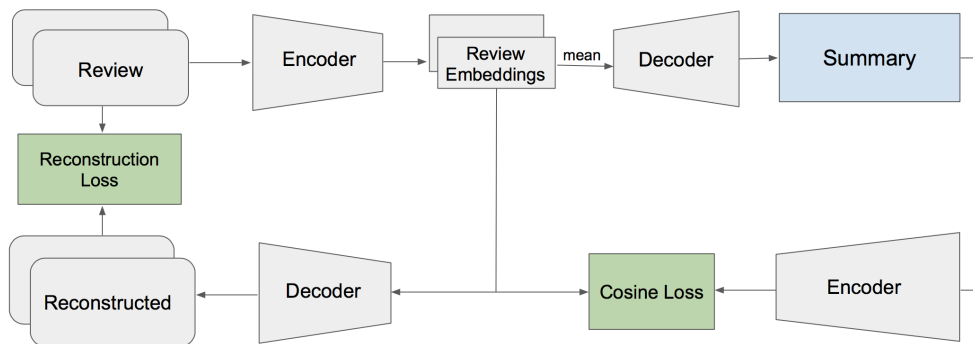 Review
Encoder
Review
Embeddings
mean
Decoder
Summary
Reconstruction
Loss
Reconstructed
Decoder
Cosine Loss
Encoder